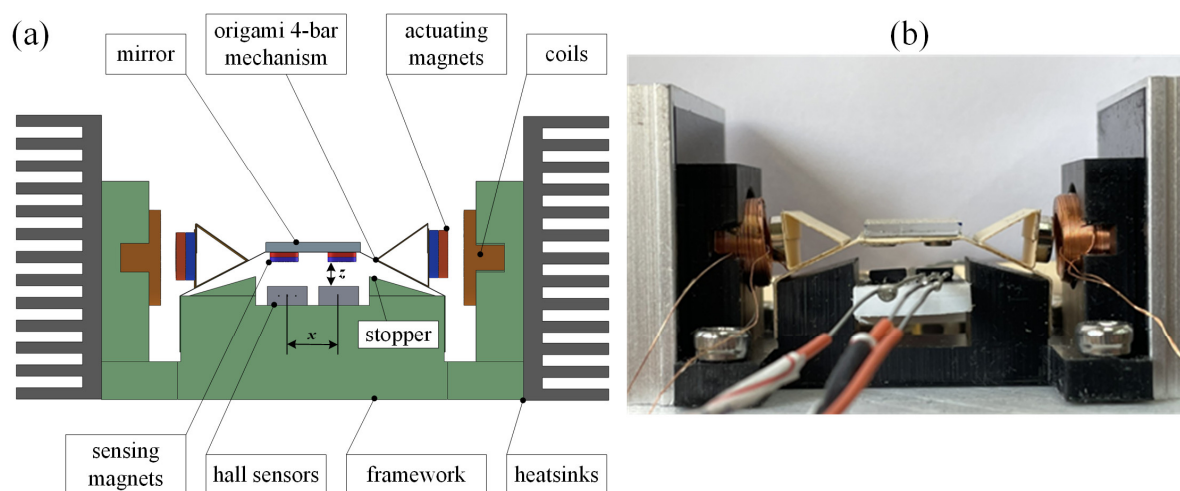 (a)
mirror
origami 4-bar
mechanism
actuating
magnets
coils
(b)
z
stopper
x
sensing
magnets
hall sensors
framework
heatsinks